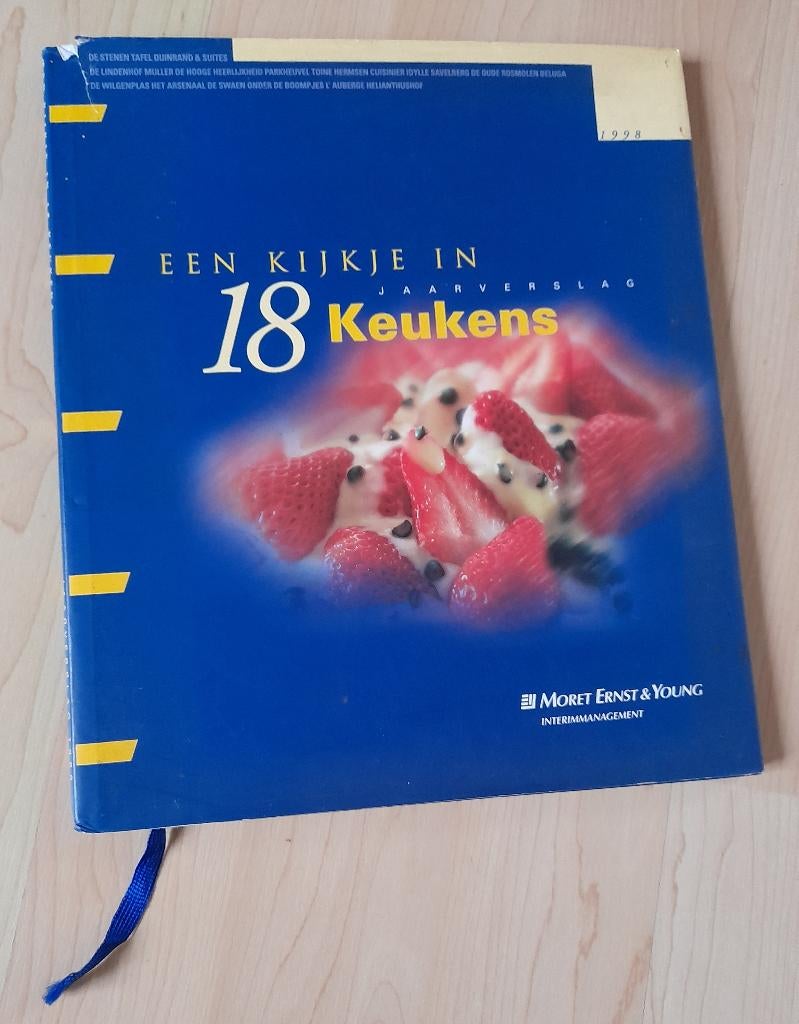 DE STENEN TAFEL DUINRAND & SUITES
DE LINDENHOF MULLER DE HOOGE HEERLIJKHEID PARKHEUVEL TOINE HERMSEN CUISINIER IDYLLE SAVELBERG DE OUDE ROSMOLEN BELUGA
DE WILGENPLAS HET ARSENAAL DE SWAEN ONDER DE BOOMPJES L' AUBERGE HELIANTHUSHOF
1998
EEN KIJKJE IN
JAARVERSLAG
18 Keukens
MORET ERNST & YOUNG
INTERIMMANAGEMENT